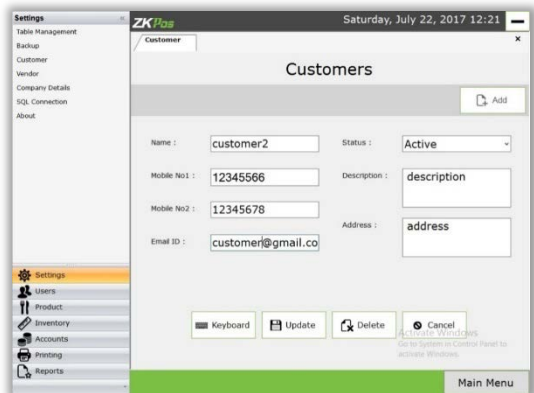 Settings
Table Management
Backup
Customer
Vendor
Company Details
SQL Connection
About
Settings
Users
Product
Inventory
Accounts
Printing
Reports
ZKPos
Saturday, July 22, 2017 12:21
Customer
Customers
Add
Name : customer2
Status : Active
Mobile No1 : 12345566
Description : description
Mobile No2 : 12345678
Address : address
Email ID : customer@gmail.co
Keyboard Update Delete Cancel
Activate Windows
Go to System in Control Panel to
activate Windows.
Main Menu